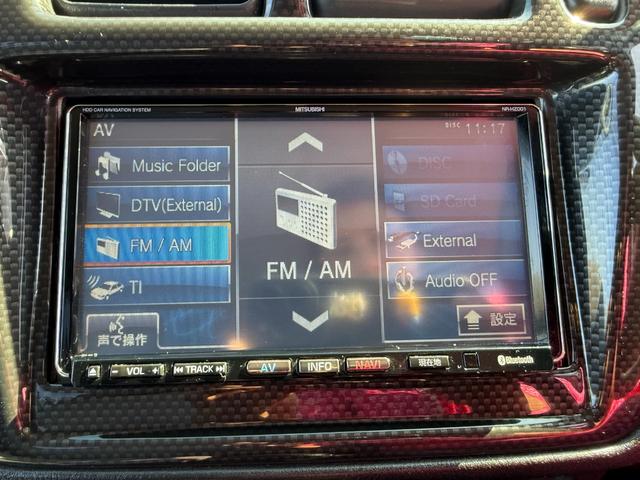 HDD CAR NAVIGATION SYSTEM MITSUBISHI NR-HZ001
AV DISC 11:17
Music Folder
DTV(External)
FM / AM
TI
声で操作
FM / AM
DISC
SD Card
External
Audio OFF
設定
− VOL + TRACK AV INFO NAVI 現在地 Bluetooth